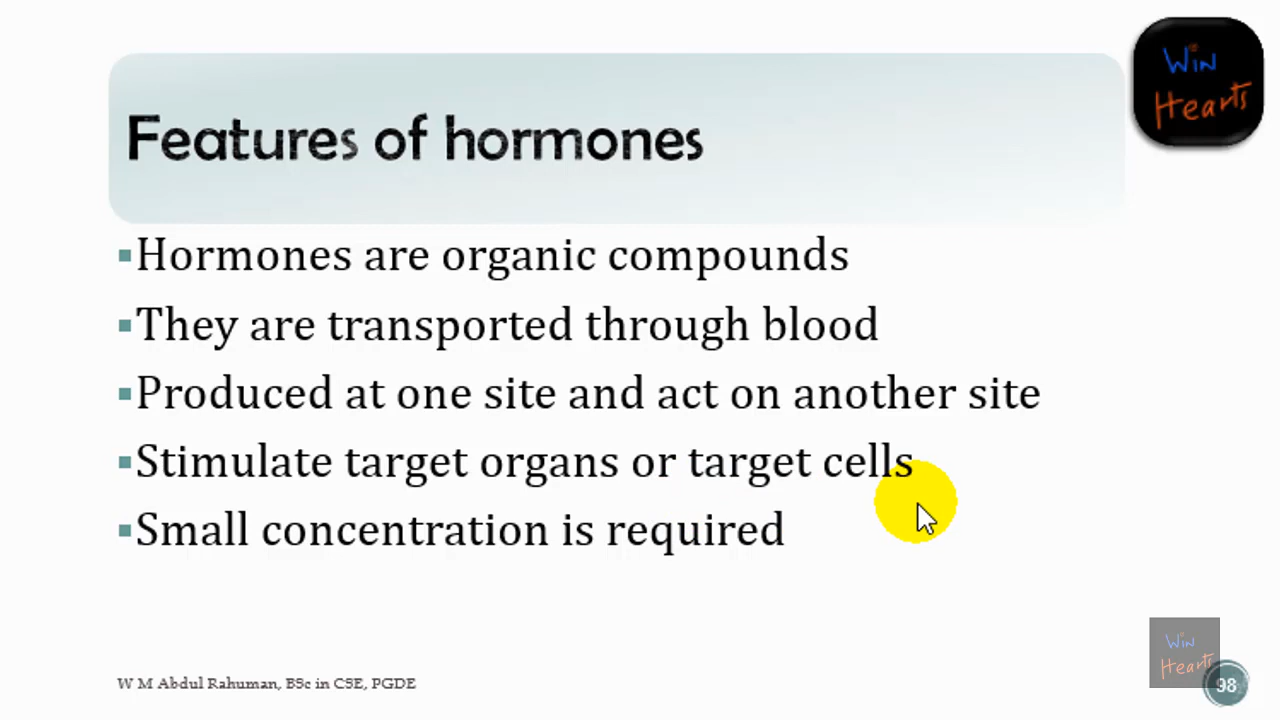 Win
Hearts
Features of hormones
▪Hormones are organic compounds
▪They are transported through blood
▪Produced at one site and act on another site
▪Stimulate target organs or target cells
▪Small concentration is required
Win
Hearts
W M Abdul Rahuman, BSc in CSE, PGDE
98